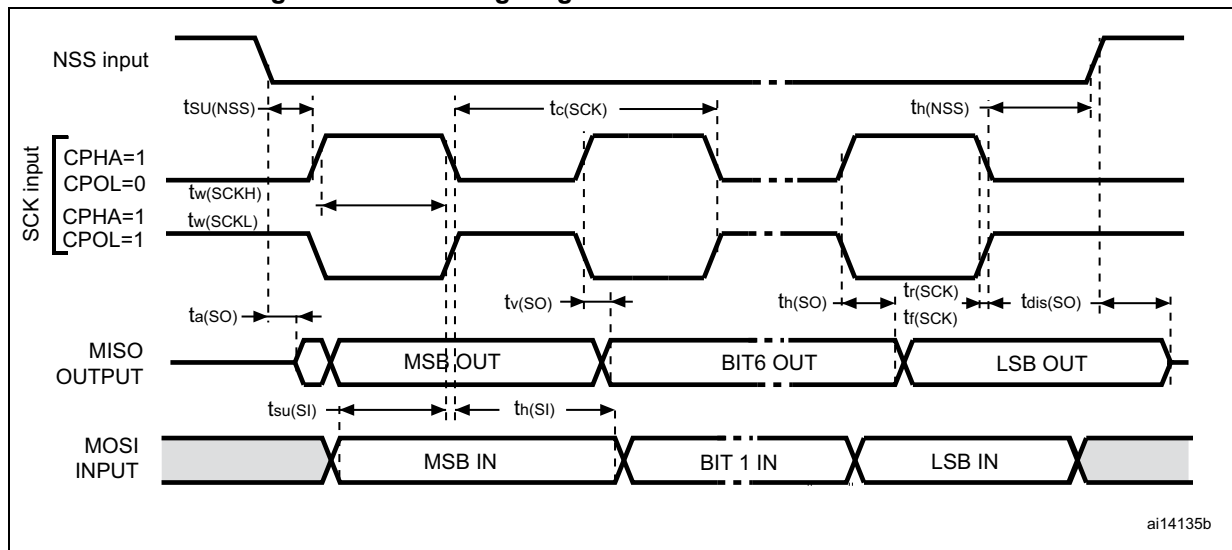 NSS input
tSU(NSS)
tc(SCK)
th(NSS)
SCK input
CPHA=1
CPOL=0
tw(SCKH)
CPHA=1
tw(SCKL)
CPOL=1
ta(SO)
tv(SO)
th(SO)
tr(SCK)
tf(SCK)
tdis(SO)
MISO
OUTPUT
MSB OUT
BIT6 OUT
LSB OUT
tsu(SI)
th(SI)
MOSI
INPUT
MSB IN
BIT 1 IN
LSB IN
ai14135b